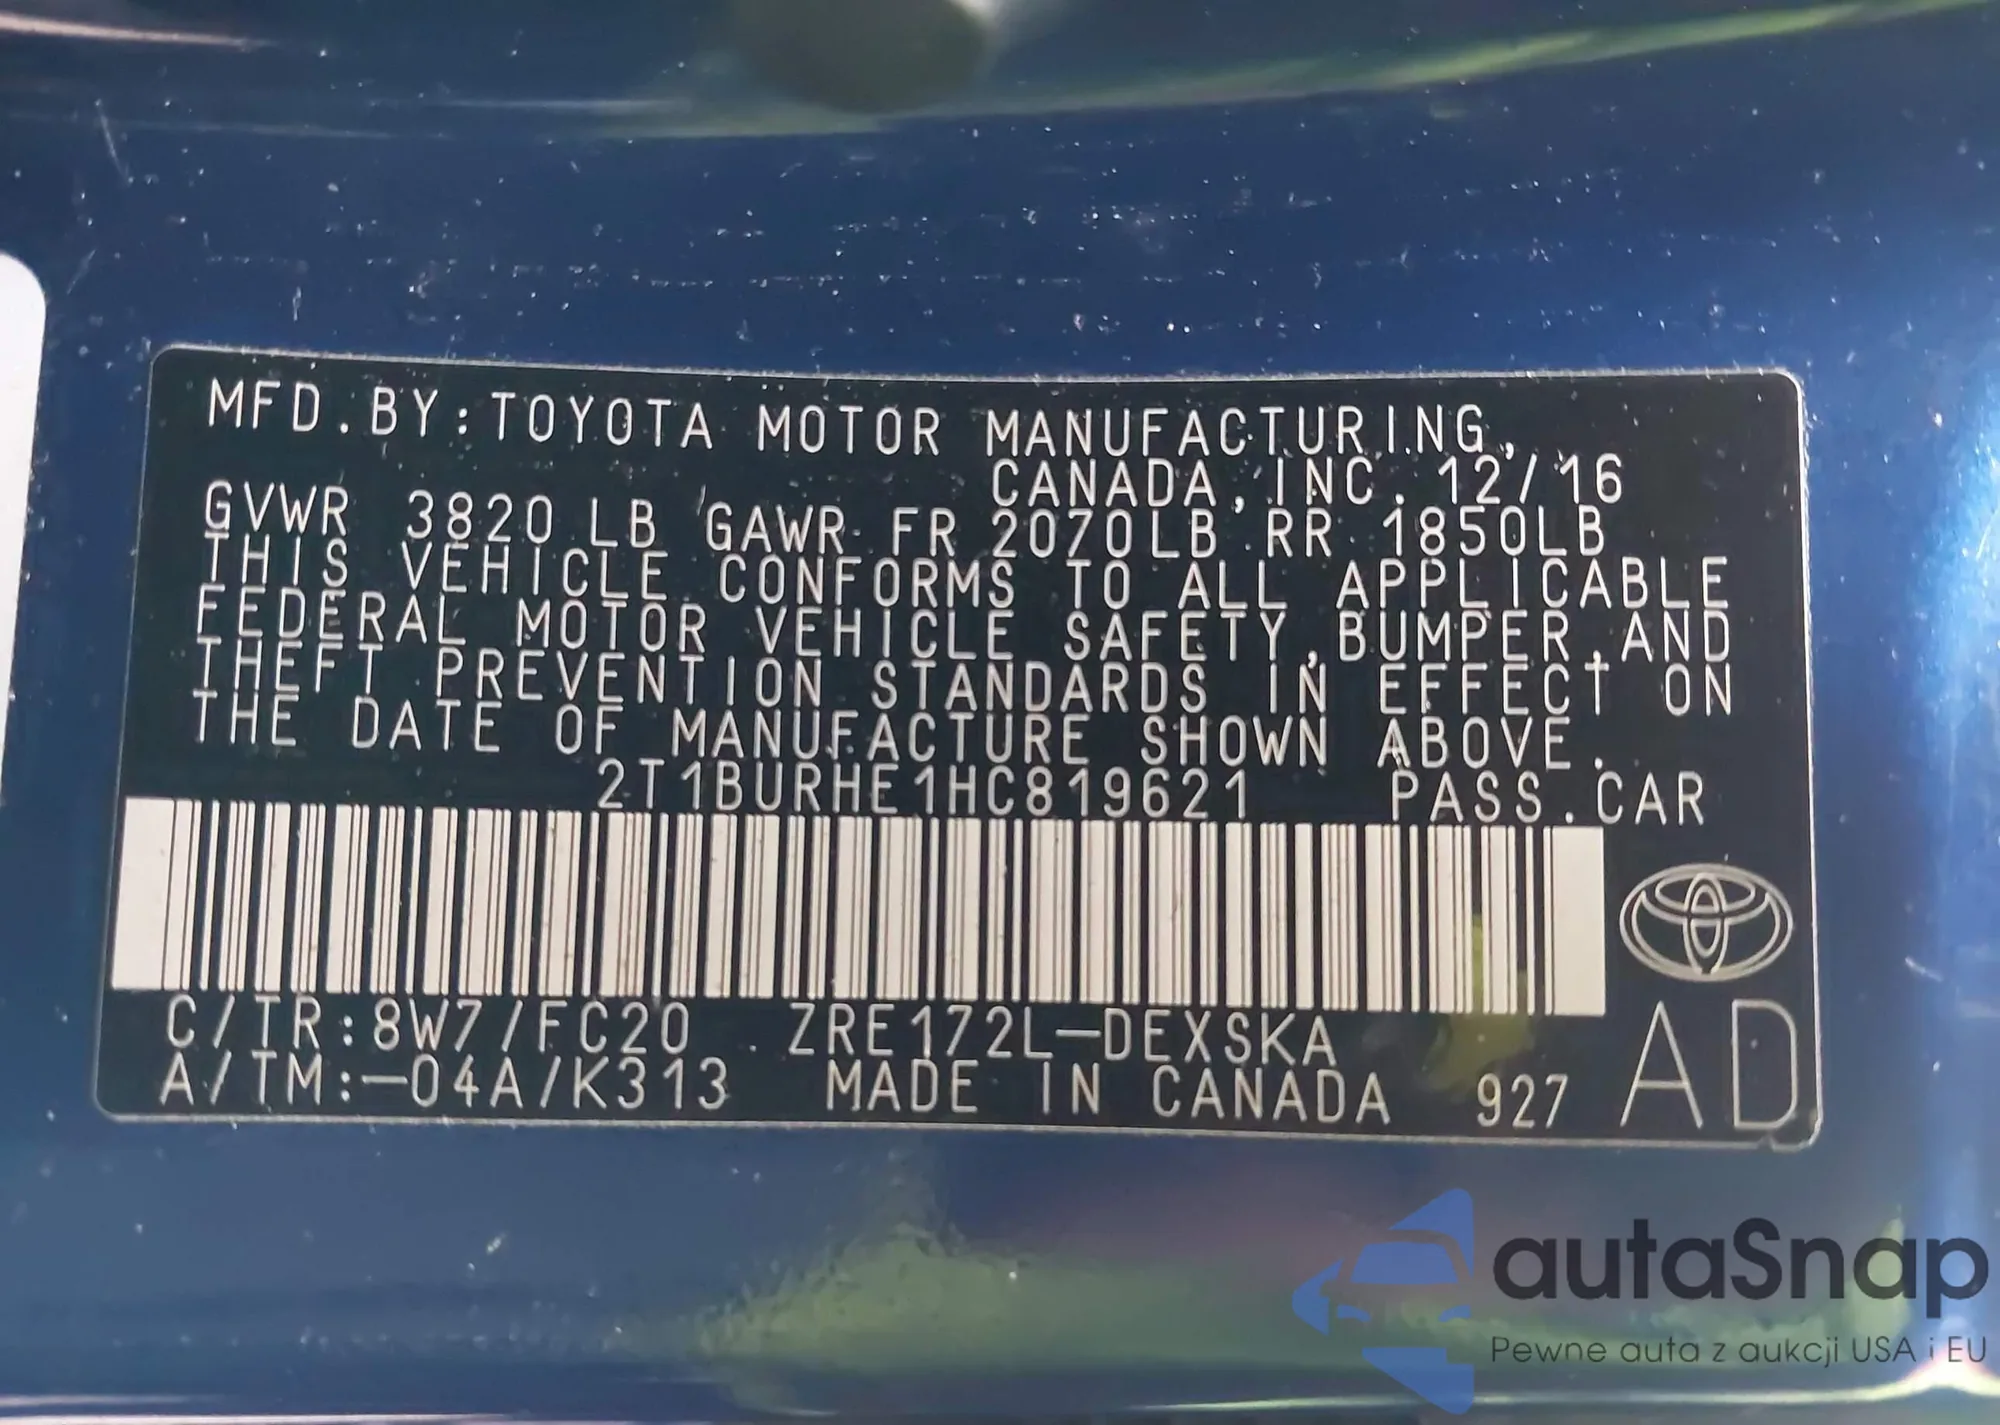 MFD.BY:TOYOTA MOTOR MANUFACTURING,
CANADA,INC. 12/16
GVWR 3820 LB GAWR FR 2070LB RR 1850LB
THIS VEHICLE CONFORMS TO ALL APPLICABLE
FEDERAL MOTOR VEHICLE SAFETY,BUMPER,AND
THEFT PREVENTION STANDARDS IN EFFECT ON
THE DATE OF MANUFACTURE SHOWN ABOVE.
2T1BURHE1HC819621 PASS.CAR
C/TR:8W7/FC20 ZRE172L-DEXSKA
A/TM:-04A/K313 MADE IN CANADA 927 AD
autaSnap
Pewne auta z aukcji USA i EU